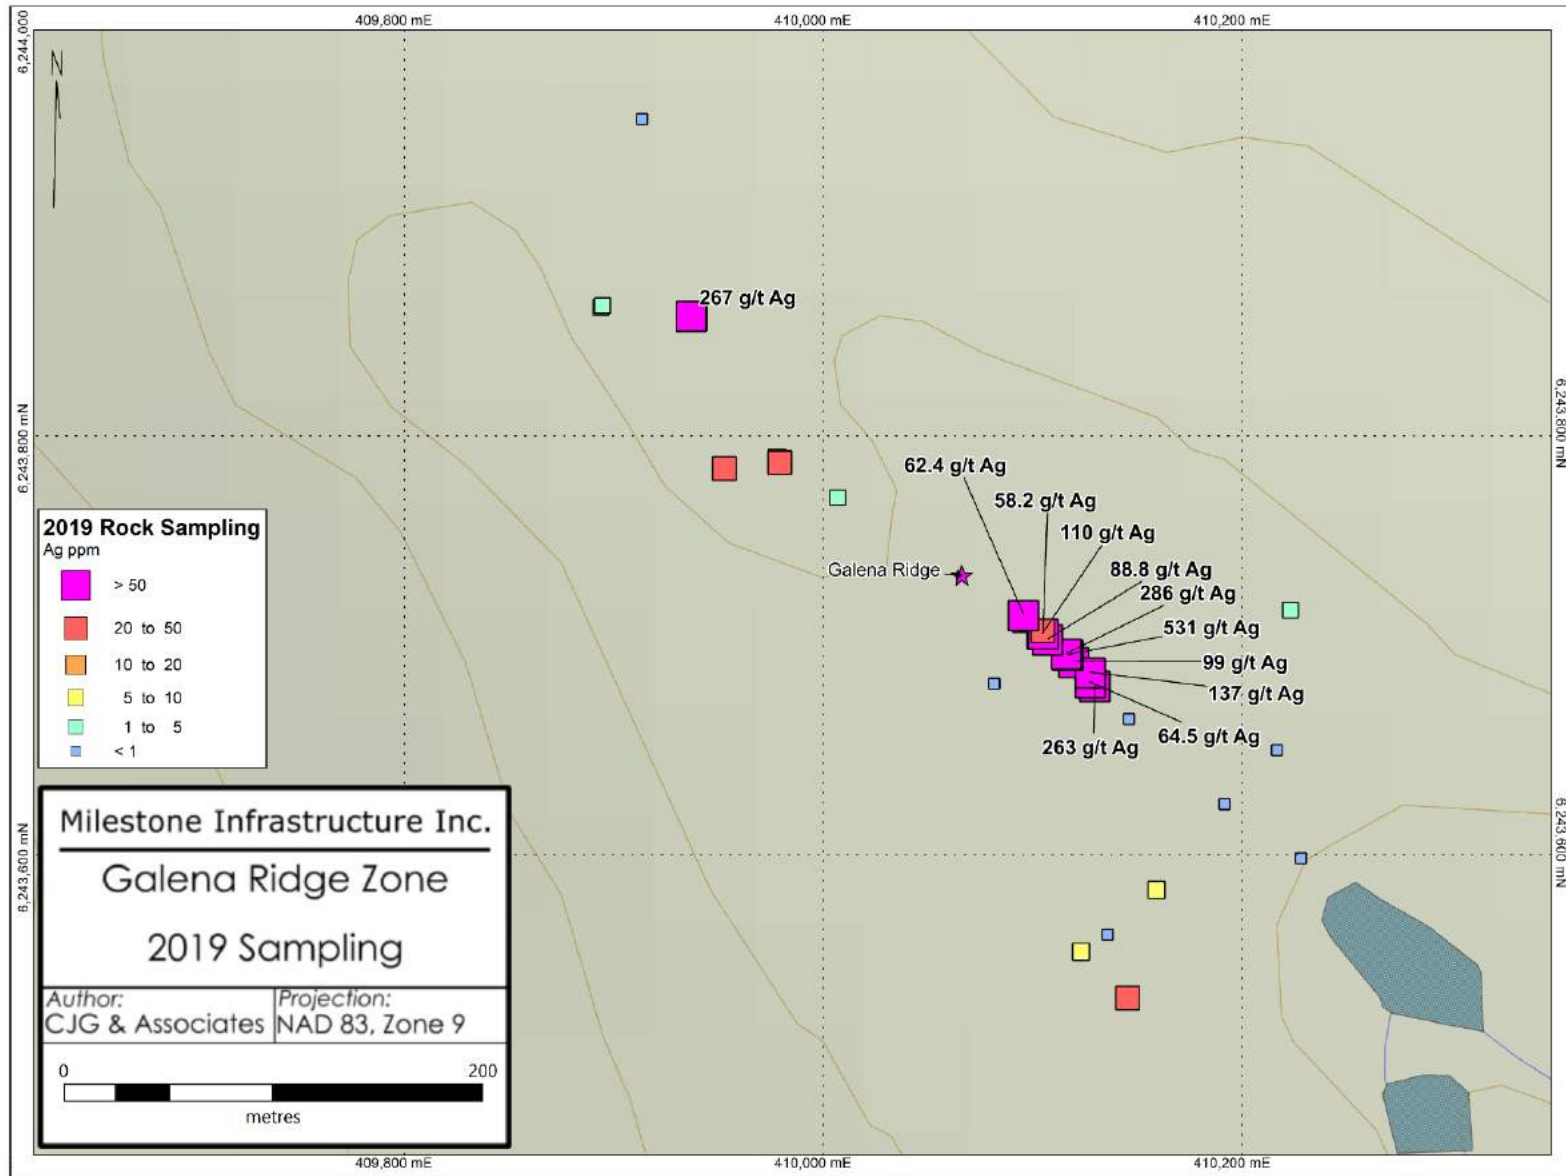 409,800 mE
410,000 mE
410,200 mE
6,244,000
N
267 g/t Ag
6,243,800 mN
6,243,800 mN
62.4 g/t Ag
58.2 g/t Ag
110 g/t Ag
Galena Ridge
88.8 g/t Ag
286 g/t Ag
531 g/t Ag
99 g/t Ag
137 g/t Ag
64.5 g/t Ag
263 g/t Ag
2019 Rock Sampling
Ag ppm
> 50
20 to 50
10 to 20
5 to 10
1 to 5
< 1
6,243,600 mN
6,243,600 mN
Milestone Infrastructure Inc.
Galena Ridge Zone
2019 Sampling
Author:
CJG & Associates
Projection:
NAD 83, Zone 9
0
200
metres
409,800 mE
410,000 mE
410,200 mE